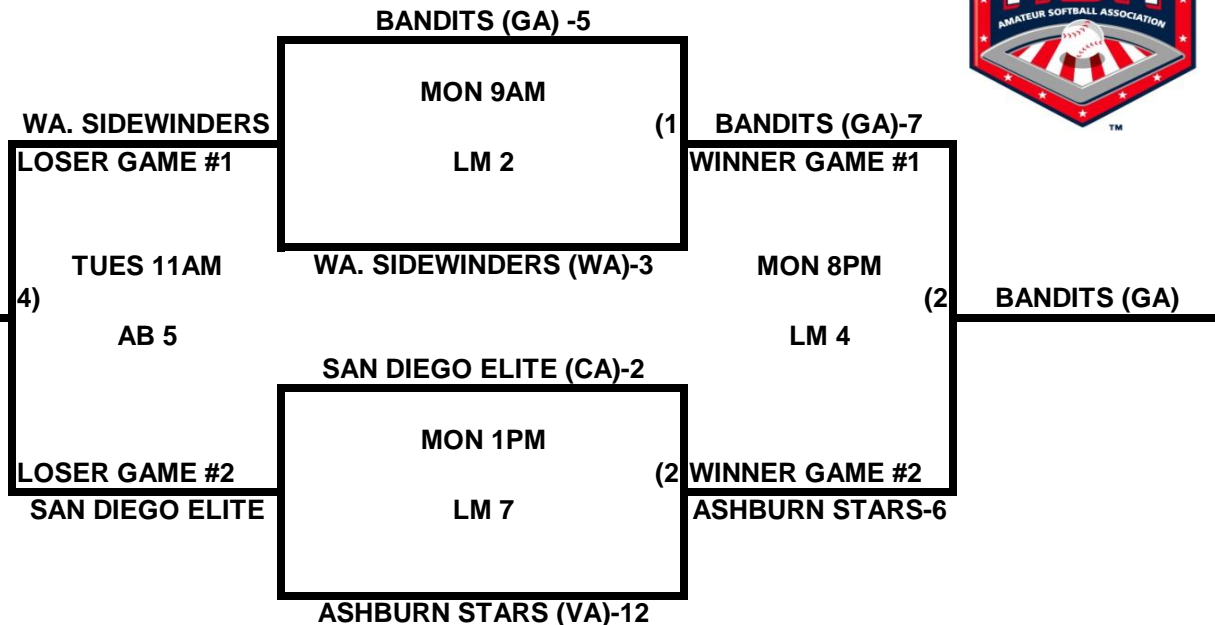 BANDITS (GA) -5
AMATEUR SOFTBALL ASSOCIATION
TM
MON 9AM
WA. SIDEWINDERS
(1
BANDITS (GA)-7
LOSER GAME #1
LM 2
WINNER GAME #1
TUES 11AM
WA. SIDEWINDERS (WA)-3
MON 8PM
4)
(2
BANDITS (GA)
AB 5
LM 4
SAN DIEGO ELITE (CA)-2
MON 1PM
LOSER GAME #2
(2
WINNER GAME #2
SAN DIEGO ELITE
LM 7
ASHBURN STARS-6
ASHBURN STARS (VA)-12